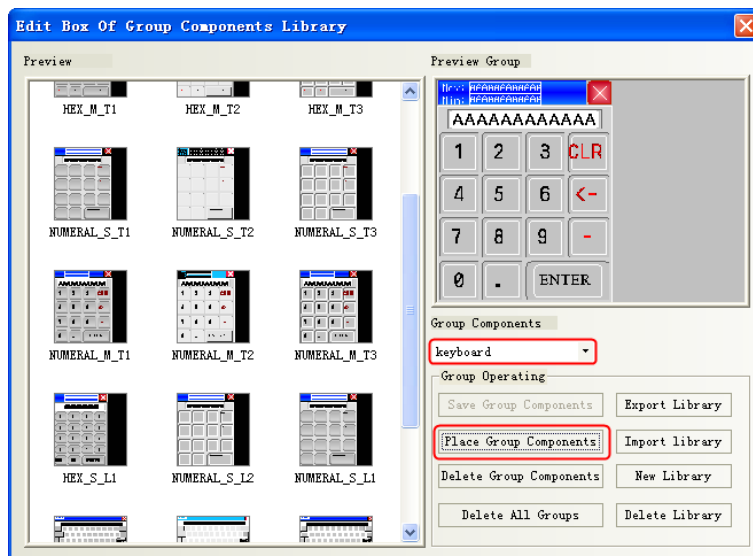 Edit Box Of Group Components Library
Preview
HEX_M_T1 HEX_M_T2 HEX_M_T3
NUMERAL_S_T1 NUMERAL_S_T2 NUMERAL_S_T3
NUMERAL_M_T1 NUMERAL_M_T2 NUMERAL_M_T3
HEX_S_L1 NUMERAL_S_L2 NUMERAL_S_L1
Preview Group
AAAAAAAAAAAA
1 2 3 CLR
4 5 6 <-
7 8 9 -
0 . ENTER
Group Components
keyboard
Group Operating
Save Group Components Export Library
Place Group Components Import library
Delete Group Components New Library
Delete All Groups Delete Library